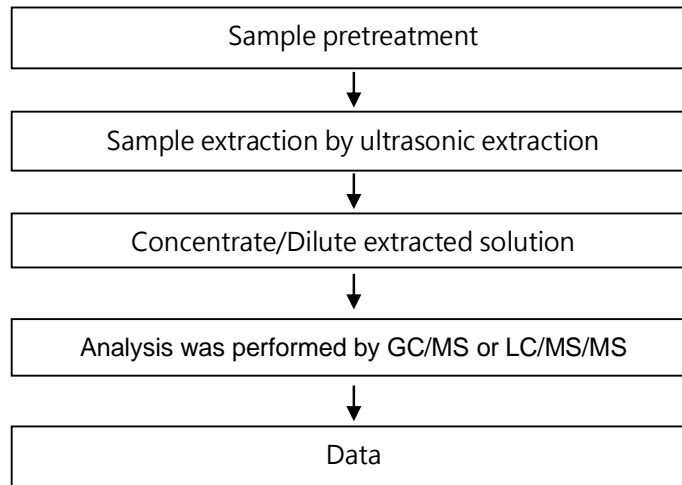 Sample pretreatment
Sample extraction by ultrasonic extraction
Concentrate/Dilute extracted solution
Analysis was performed by GC/MS or LC/MS/MS
Data